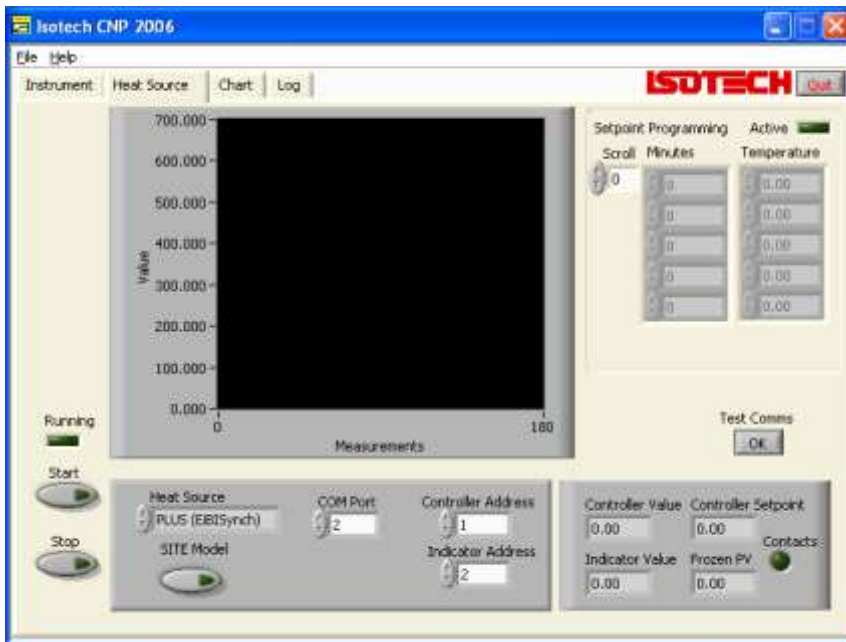 Isotech CNP 2006
File Help
Instrument Heat Source Chart Log
ISOTECH Quit
700.000
600.000
500.000
400.000
300.000
200.000
100.000
0.000
Value
0 180
Measurements
Setpoint Programming Active
Scroll Minutes Temperature
0 0 0.00
0 0.00
0 0.00
0 0.00
0 0.00
Test Comms
OK
Running
Start
Stop
Heat Source COM Port Controller Address
PLUS (EIBISynch) 2 1
SITE Model Indicator Address
2
Controller Value Controller Setpoint
0.00 0.00
Contacts
Indicator Value Frozen PV
0.00 0.00